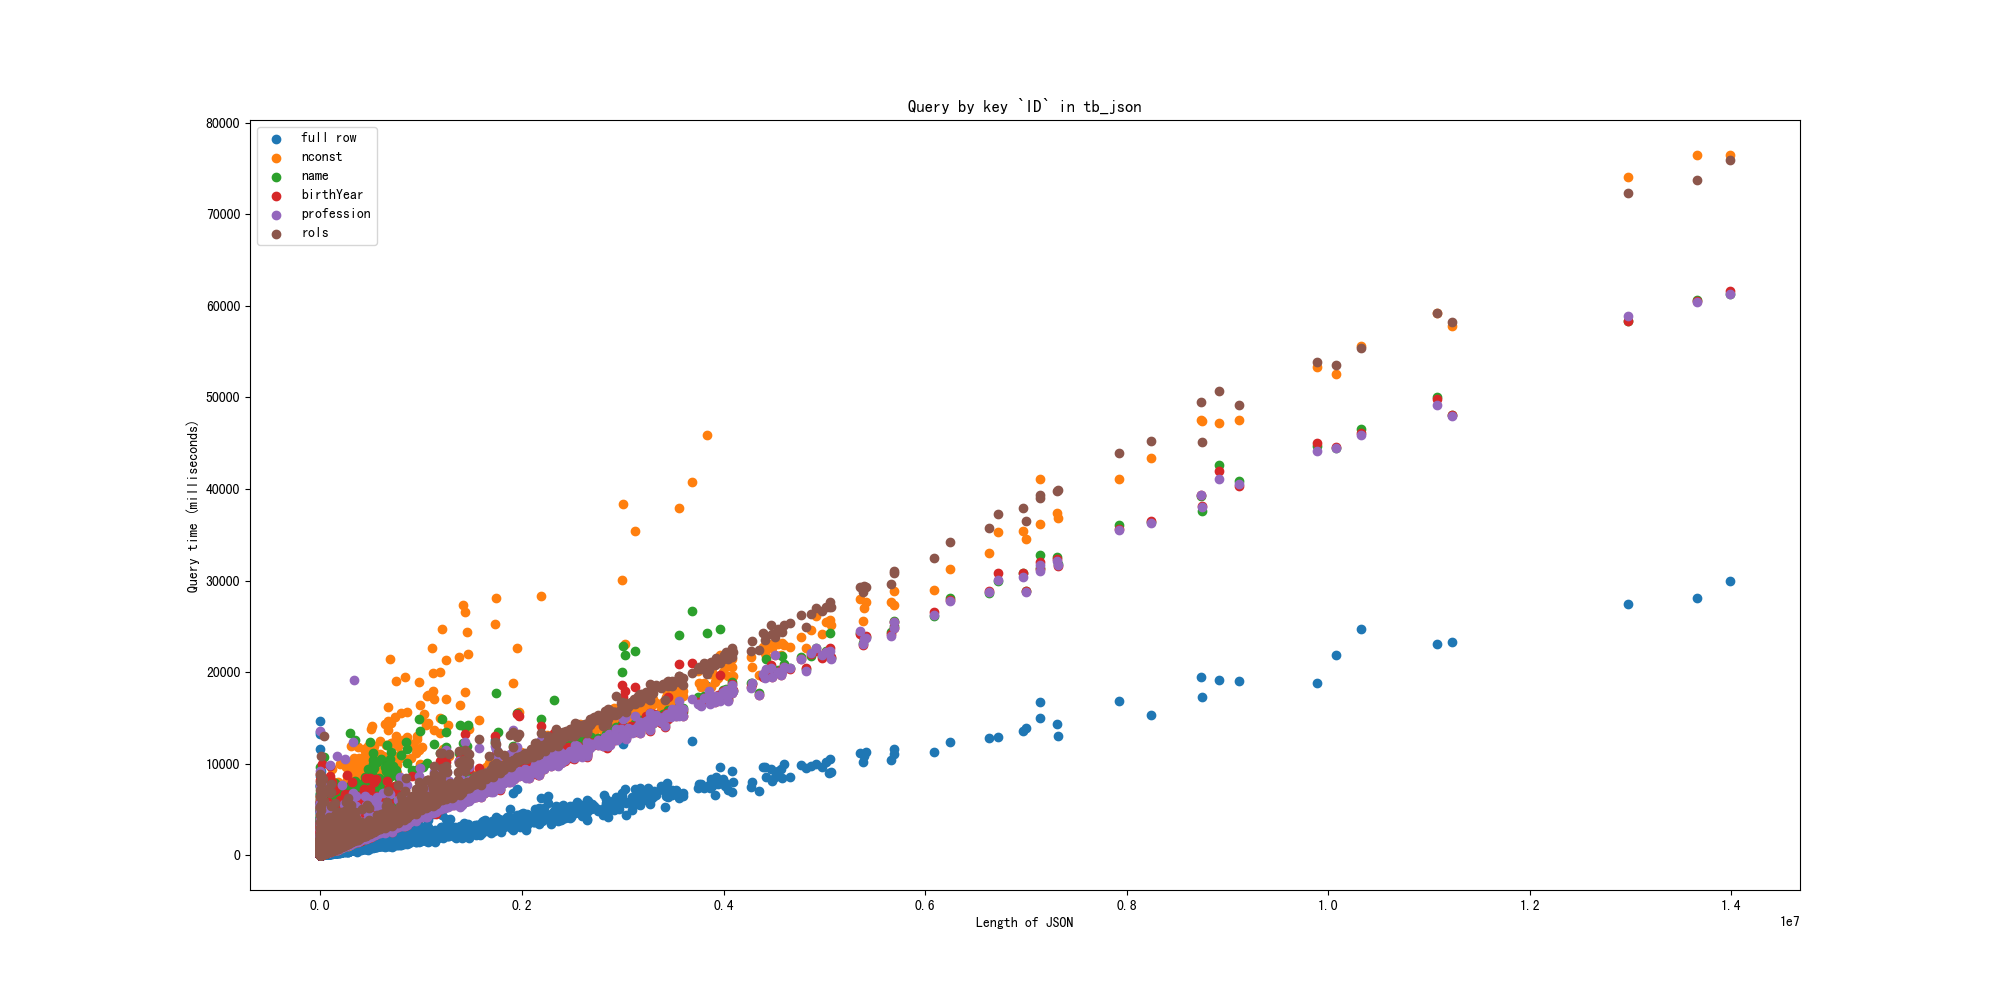 Query by key `ID` in tb_json
80000
70000
60000
50000
40000
30000
20000
10000
0
Query time (milliseconds)
full row
nconst
name
birthYear
profession
rols
0.0
0.2
0.4
0.6
0.8
1.0
1.2
1.4
1e7
Length of JSON